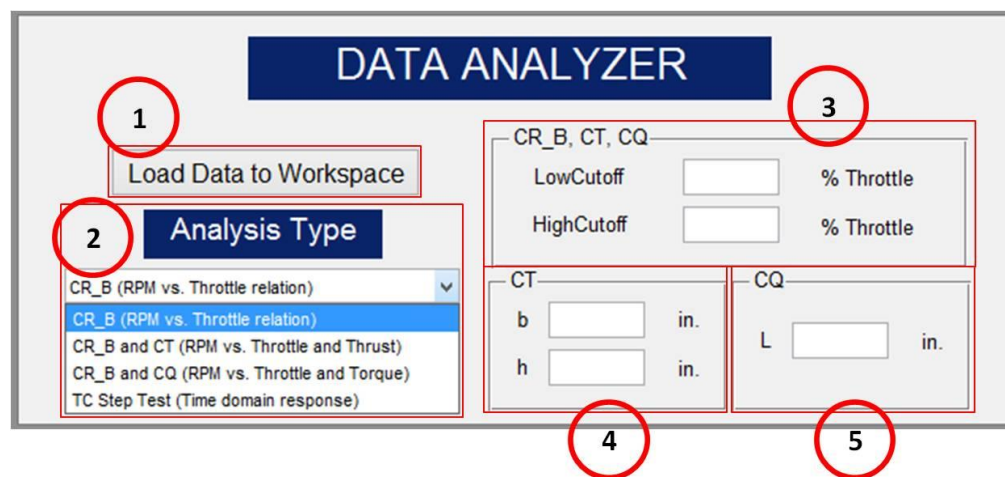 DATA ANALYZER
1
Load Data to Workspace
2
Analysis Type
CR_B (RPM vs. Throttle relation)
CR_B (RPM vs. Throttle relation)
CR_B and CT (RPM vs. Throttle and Thrust)
CR_B and CQ (RPM vs. Throttle and Torque)
TC Step Test (Time domain response)
3
CR_B, CT, CQ
LowCutoff % Throttle
HighCutoff % Throttle
CT
b in.
h in.
4
CQ
L in.
5